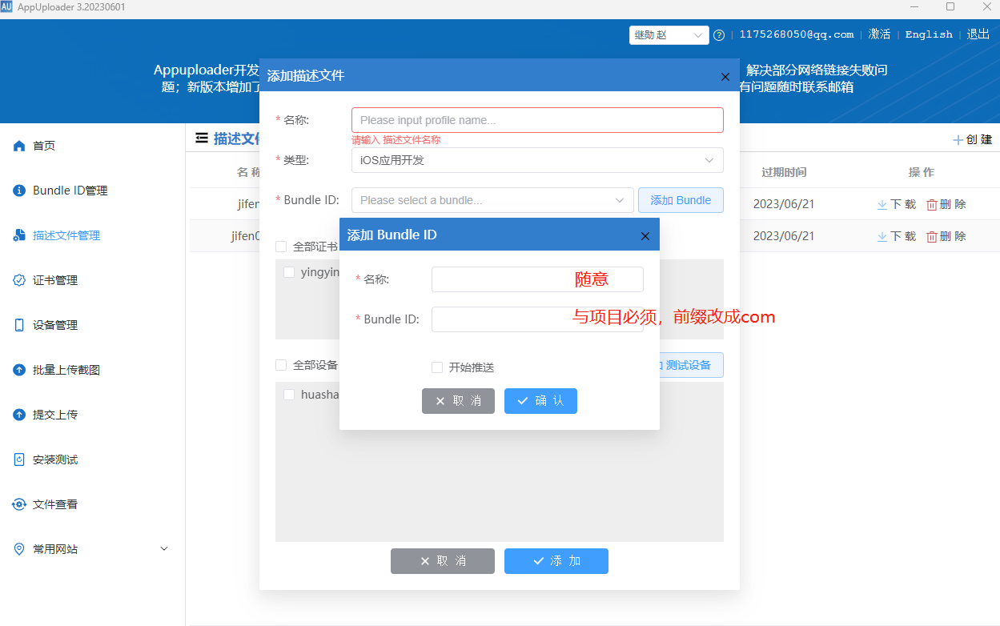 AU AppUploader 3.20230601
继勋 赵 ? | 1175268050@qq.com | 激活 | English | 退出
Appuploader开发 解决部分网络链接失败问
题；新版本增加了 有问题随时联系邮箱
首页
Bundle ID管理
描述文件管理
证书管理
设备管理
批量上传截图
提交上传
安装测试
文件查看
常用网站
描述文件
创 建
名 称 过期时间 操 作
jifen 2023/06/21 下 载 删 除
jifen0 2023/06/21 下 载 删 除
添加描述文件
* 名称: Please input profile name...
请输入 描述文件名称
* 类型: iOS应用开发
* Bundle ID: Please select a bundle... 添加 Bundle
全部证书
yingyin
全部设备 测试设备
huasha
取 消 添 加
添加 Bundle ID
* 名称: 随意
* Bundle ID: 与项目必须，前缀改成com
开始推送
取 消 确 认